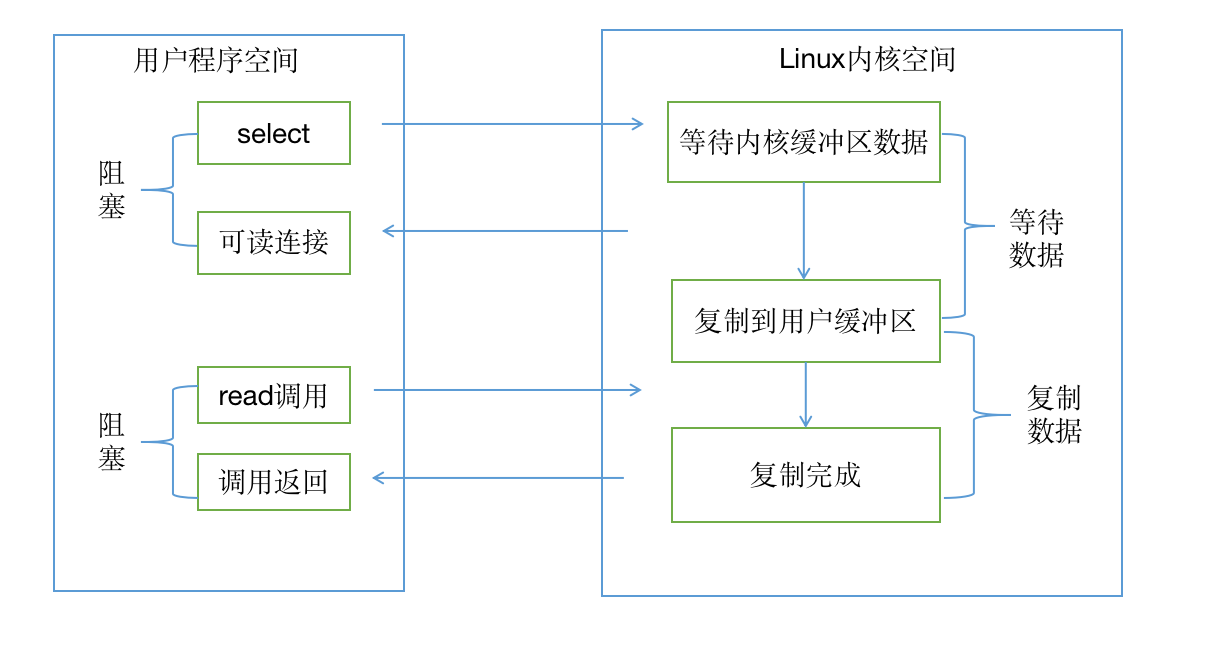 用户程序空间
select
阻
塞
可读连接
read调用
阻
塞
调用返回
Linux内核空间
等待内核缓冲区数据
等待
数据
复制到用户缓冲区
复制
数据
复制完成